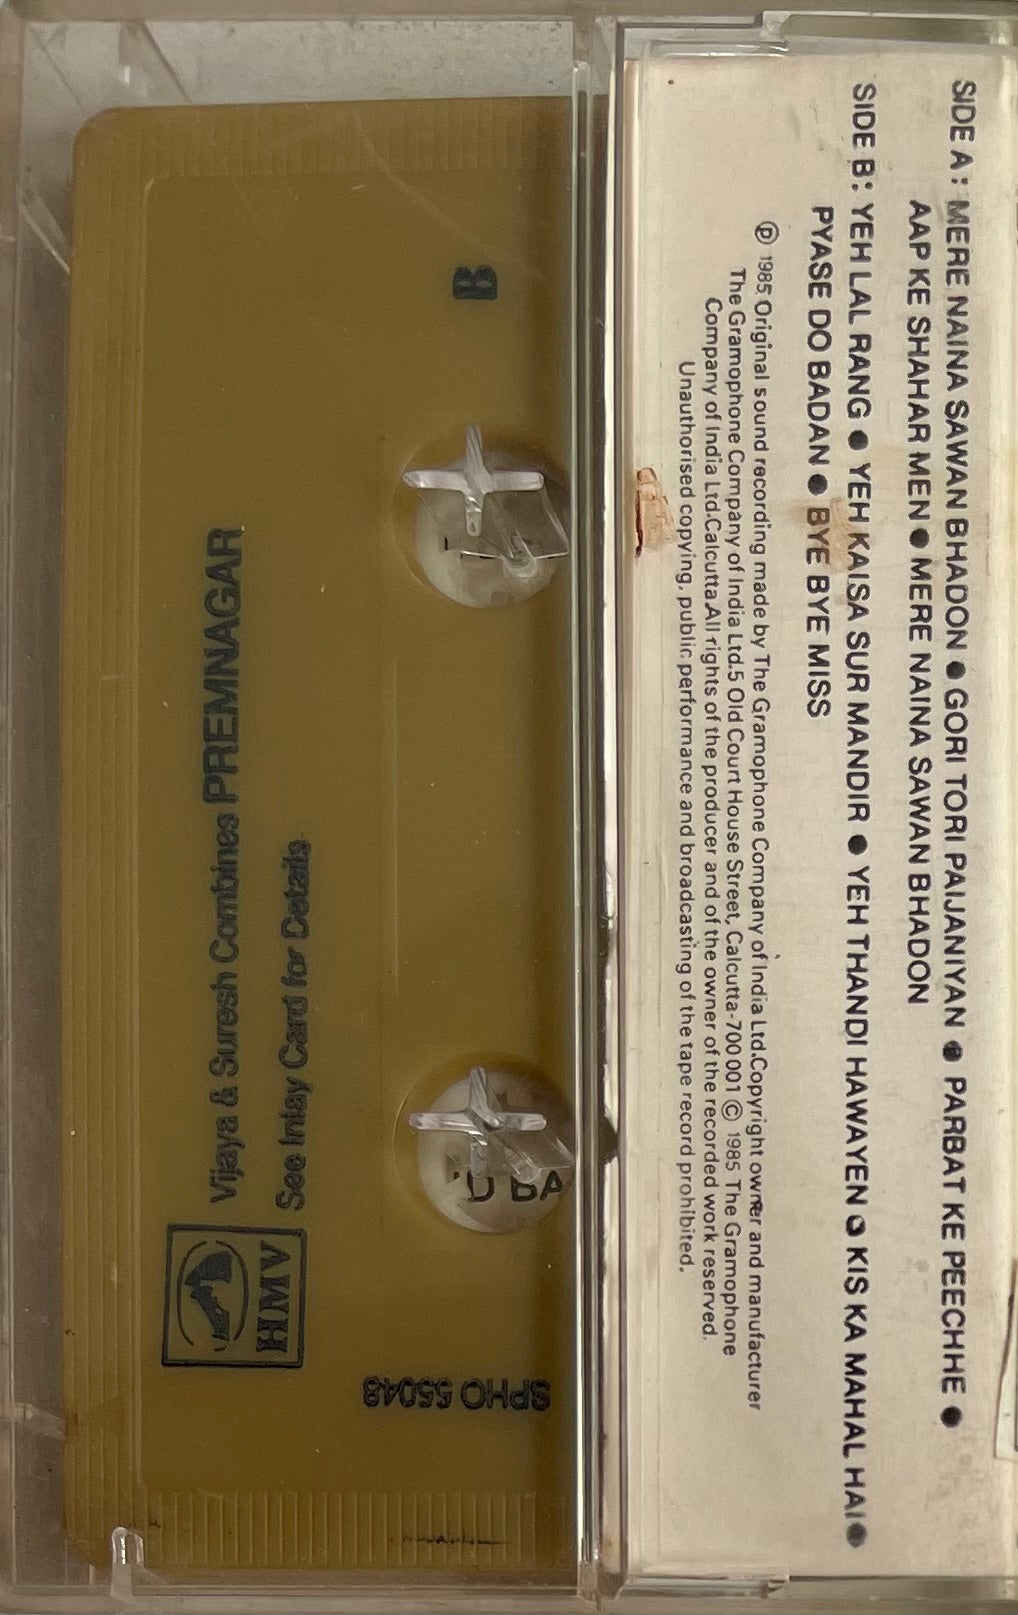 SIDE A: MERE NAINA SAWAN BHADON ● GORI TORI PAIJANIYAN ● PARBAT KE PEECHHE ●
AAP KE SHAHAR MEN ● MERE NAINA SAWAN BHADON
SIDE B: YEH LAL RANG ● YEH KAISA SUR MANDIR ● YEH THANDI HAWAYEN ● KIS KA MAHAL HAI ●
PYASE DO BADAN ● BYE BYE MISS
℗ 1985 Original sound recording made by The Gramophone Company of India Ltd.Copyright owner and manufacturer
The Gramophone Company of India Ltd.5 Old Court House Street, Calcutta-700 001 © 1985 The Gramophone
Company of India Ltd.Calcutta.All rights of the producer and of the owner of the recorded work reserved.
Unauthorised copying, public performance and broadcasting of the tape record prohibited.
B
SPHO 55048
HMV
See Inlay Card for Details
Vijaya & Suresh Combines PREMNAGAR